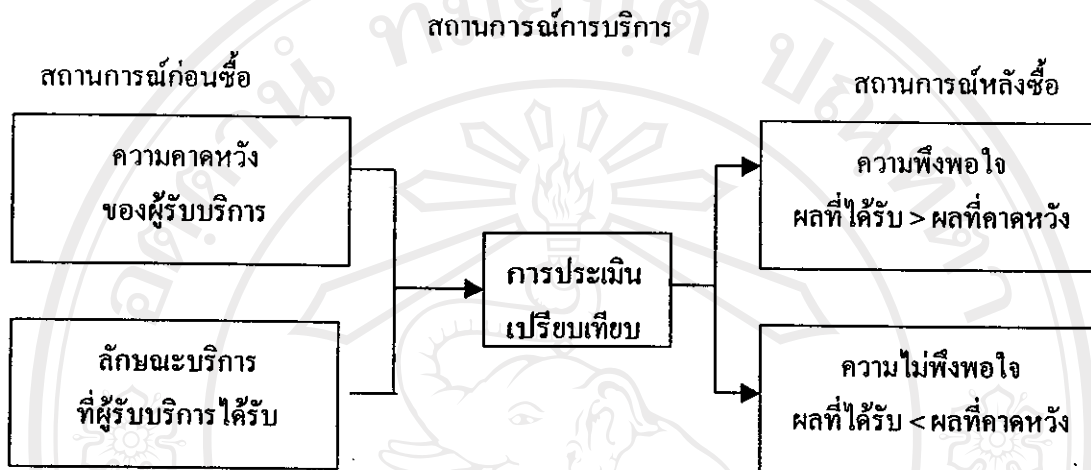 สถานการณ์การบริการ
สถานการณ์ก่อนซื้อ
สถานการณ์หลังซื้อ
ความคาดหวัง
ของผู้รับบริการ
ลักษณะบริการ
ที่ผู้รับบริการได้รับ
การประเมิน
เปรียบเทียบ
ความพึงพอใจ
ผลที่ได้รับ > ผลที่คาดหวัง
ความไม่พึงพอใจ
ผลที่ได้รับ < ผลที่คาดหวัง